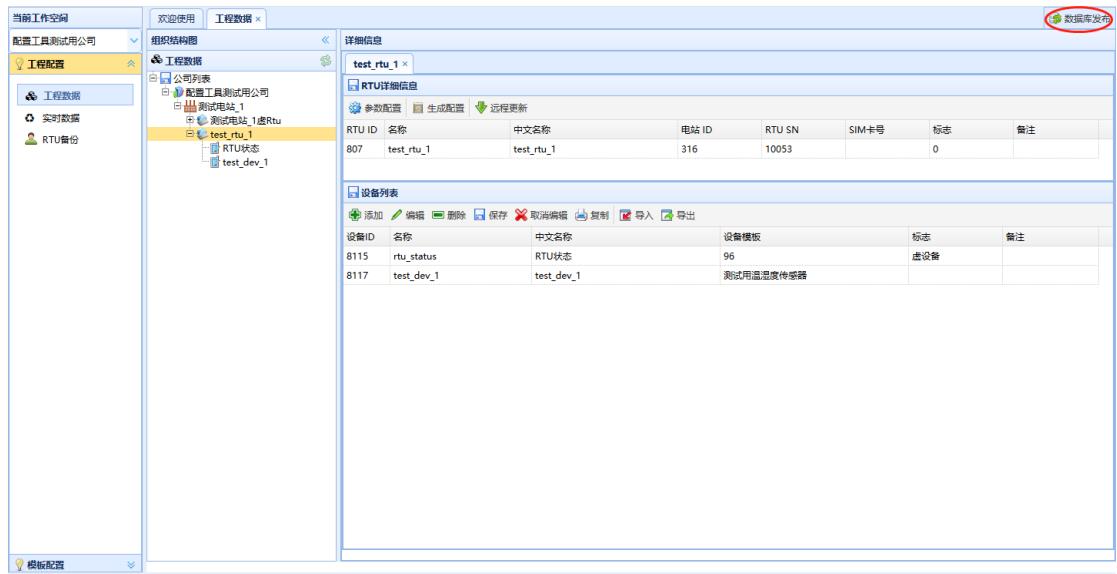 当前工作空间
配置工具测试用公司
工程配置
工程数据
实时数据
RTU备份
模板配置
欢迎使用 工程数据 × 数据库发布
组织结构图
工程数据
公司列表
配置工具测试用公司
测试电站_1
测试电站_1虚Rtu
test_rtu_1
RTU状态
test_dev_1
详细信息
test_rtu_1 ×
RTU详细信息
参数配置 生成配置 远程更新
RTU ID 名称 中文名称 电站 ID RTU SN SIM卡号 标志 备注
807 test_rtu_1 test_rtu_1 316 10053 0
设备列表
添加 编辑 删除 保存 取消编辑 复制 导入 导出
设备ID 名称 中文名称 设备模板 标志 备注
8115 rtu_status RTU状态 96 虚设备
8117 test_dev_1 test_dev_1 测试用温湿度传感器